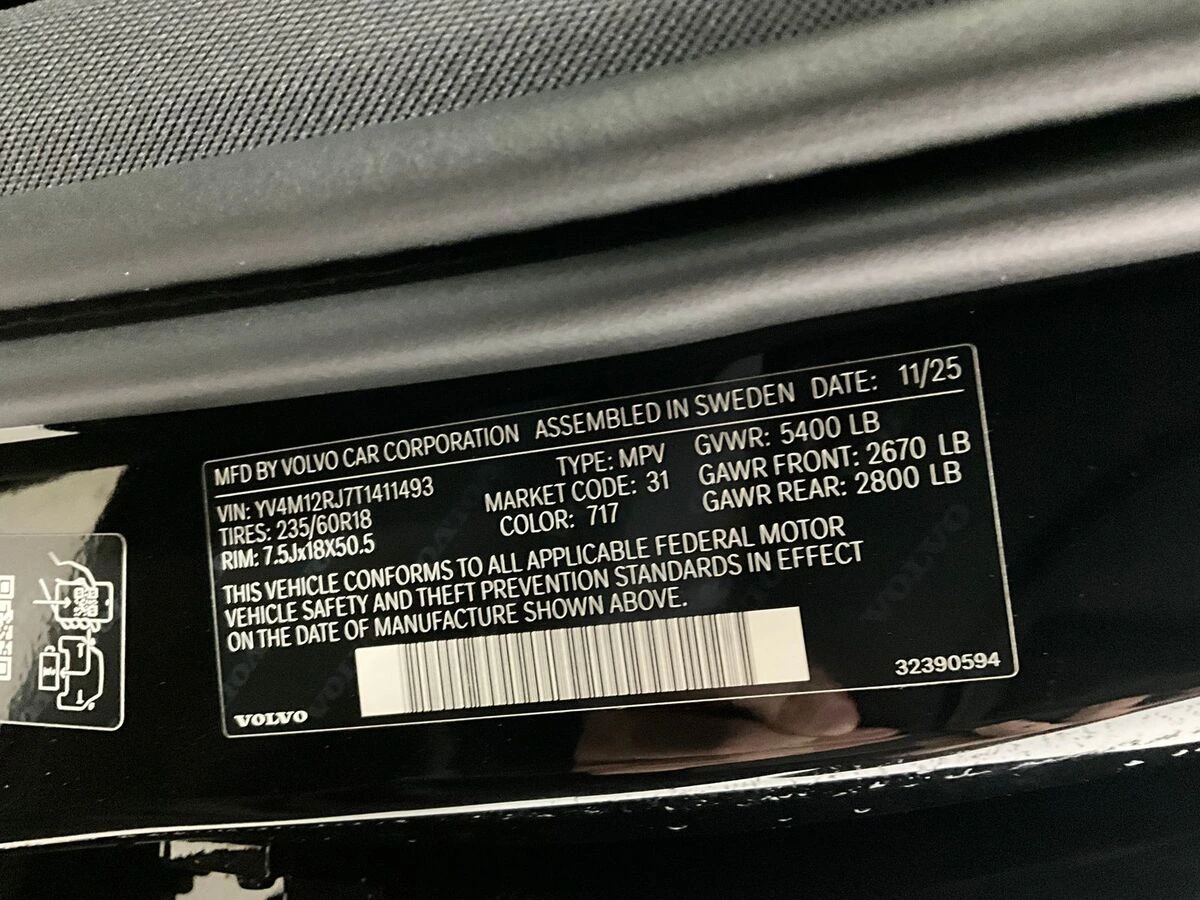 MFD BY VOLVO CAR CORPORATION ASSEMBLED IN SWEDEN DATE: 11/25
VIN: YV4M12RJ7T1411493 TYPE: MPV GVWR: 5400 LB
TIRES: 235/60R18 MARKET CODE: 31 GAWR FRONT: 2670 LB
RIM: 7.5Jx18X50.5 COLOR: 717 GAWR REAR: 2800 LB
THIS VEHICLE CONFORMS TO ALL APPLICABLE FEDERAL MOTOR
VEHICLE SAFETY AND THEFT PREVENTION STANDARDS IN EFFECT
ON THE DATE OF MANUFACTURE SHOWN ABOVE.
VOLVO 32390594